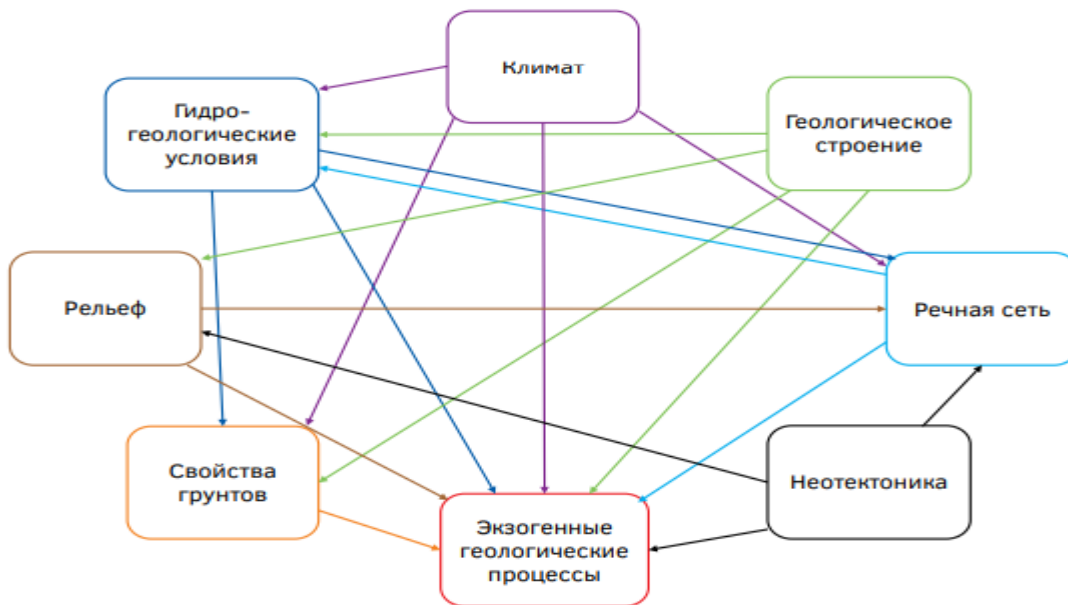 Климат
Гидро-
геологические
условия
Геологическое
строение
Рельеф
Речная сеть
Свойства
грунтов
Неотектоника
Экзогенные
геологические
процессы